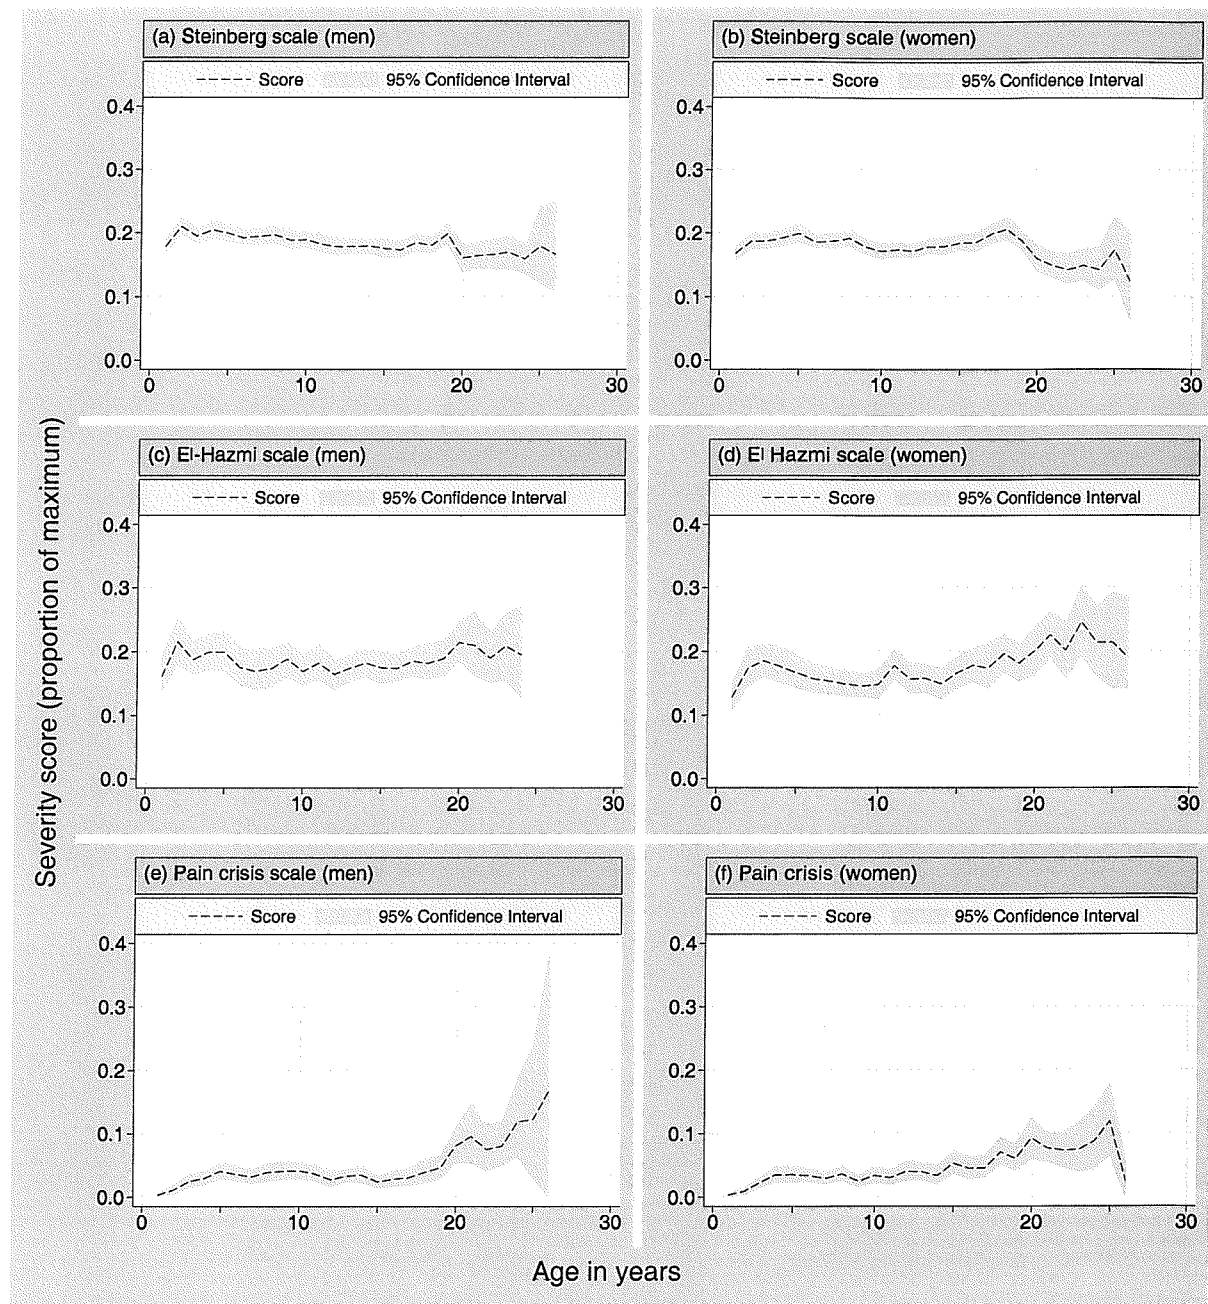 Severity score (proportion of maximum)
(a) Steinberg scale (men)
Score 95% Confidence Interval
0.4
0.3
0.2
0.1
0.0
0 10 20 30
(b) Steinberg scale (women)
Score 95% Confidence Interval
0.4
0.3
0.2
0.1
0.0
0 10 20 30
(c) El-Hazmi scale (men)
Score 95% Confidence Interval
0.4
0.3
0.2
0.1
0.0
0 10 20 30
(d) El Hazmi scale (women)
Score 95% Confidence Interval
0.4
0.3
0.2
0.1
0.0
0 10 20 30
(e) Pain crisis scale (men)
Score 95% Confidence Interval
0.4
0.3
0.2
0.1
0.0
0 10 20 30
(f) Pain crisis (women)
Score 95% Confidence Interval
0.4
0.3
0.2
0.1
0.0
0 10 20 30
Age in years